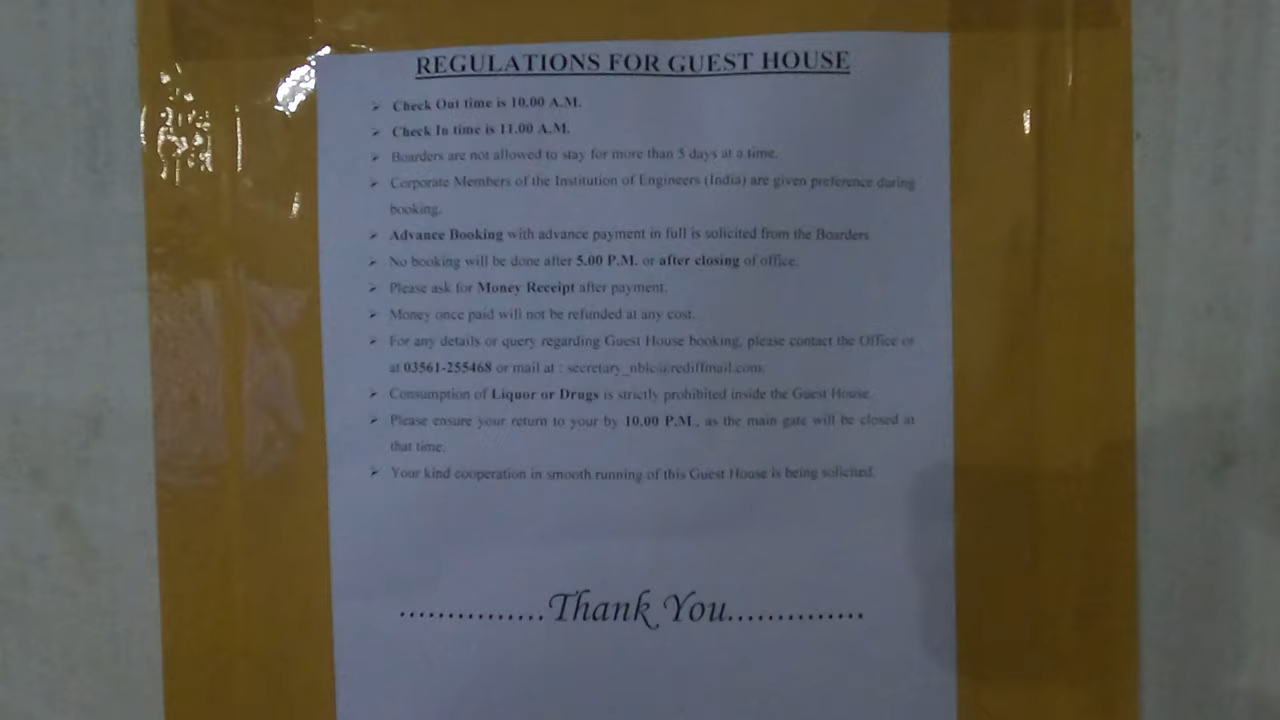 REGULATIONS FOR GUEST HOUSE
➢ Check Out time is 10.00 A.M.
➢ Check In time is 11.00 A.M.
➢ Boarders are not allowed to stay for more than 5 days at a time.
➢ Corporate Members of the Institution of Engineers (India) are given preference during
booking.
➢ Advance Booking with advance payment in full is solicited from the Boarders.
➢ No booking will be done after 5.00 P.M. or after closing of office.
➢ Please ask for Money Receipt after payment.
➢ Money once paid will not be refunded at any cost.
➢ For any details or query regarding Guest House booking, please contact the Office or
at 03561-255468 or mail at : secretary_nblc@rediffmail.com.
➢ Consumption of Liquor or Drugs is strictly prohibited inside the Guest House.
➢ Please ensure your return to your by 10.00 P.M., as the main gate will be closed at
that time.
➢ Your kind cooperation in smooth running of this Guest House is being solicited.
...............Thank You..............